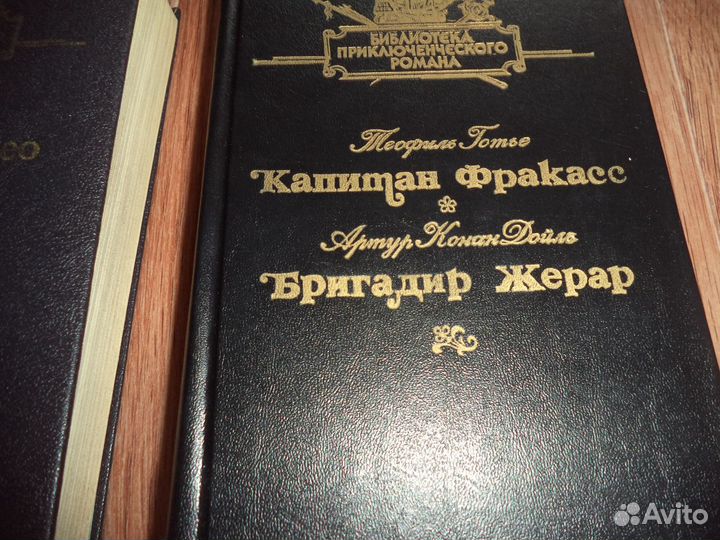 БИБЛИОТЕКА
ПРИКЛЮЧЕНЧЕСКОГО
РОМАНА
Теофиль Готье
Капитан Фракасс
Артур Конан Дойль
Бригадир Жерар
Avito